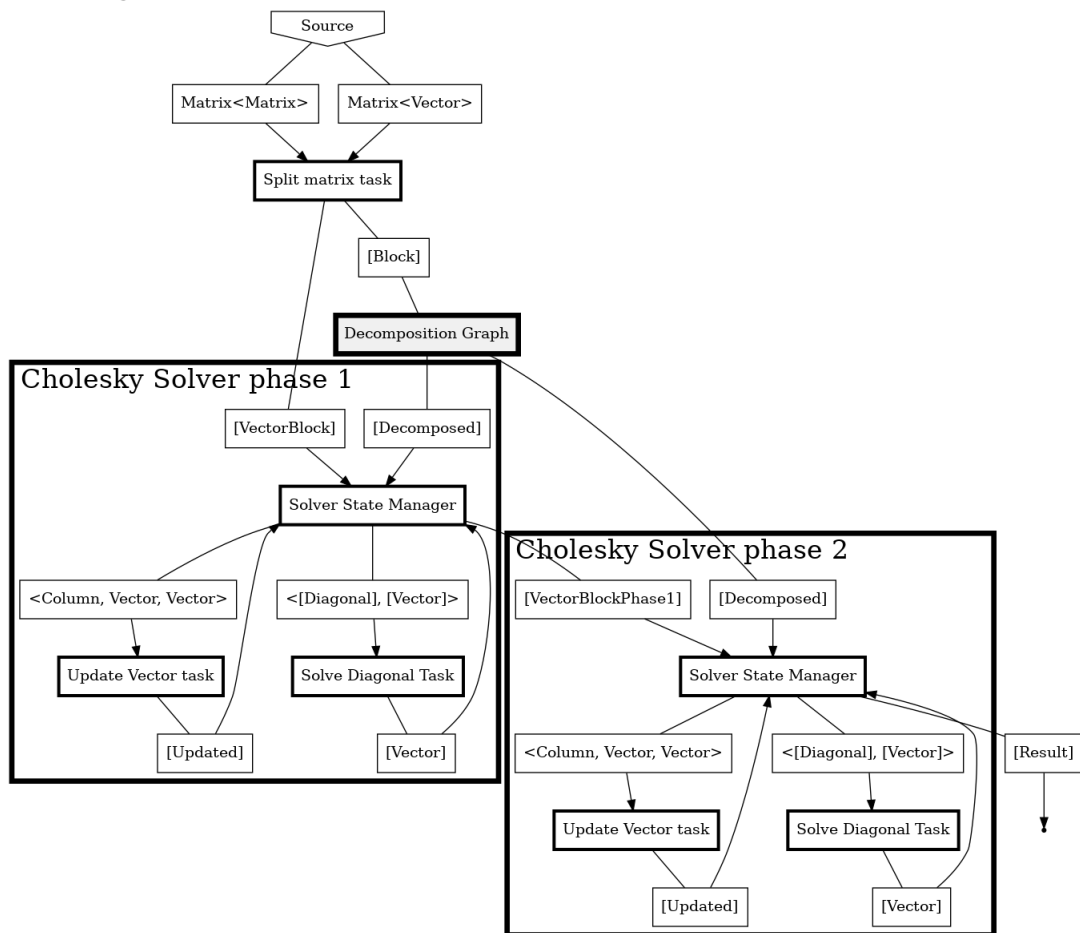 Source
Matrix<Matrix>
Matrix<Vector>
Split matrix task
[Block]
Decomposition Graph
Cholesky Solver phase 1
[VectorBlock]
[Decomposed]
Solver State Manager
Cholesky Solver phase 2
<Column, Vector, Vector>
<[Diagonal], [Vector]>
[VectorBlockPhase1]
[Decomposed]
Update Vector task
Solve Diagonal Task
Solver State Manager
[Updated]
[Vector]
<Column, Vector, Vector>
<[Diagonal], [Vector]>
[Result]
Update Vector task
Solve Diagonal Task
[Updated]
[Vector]